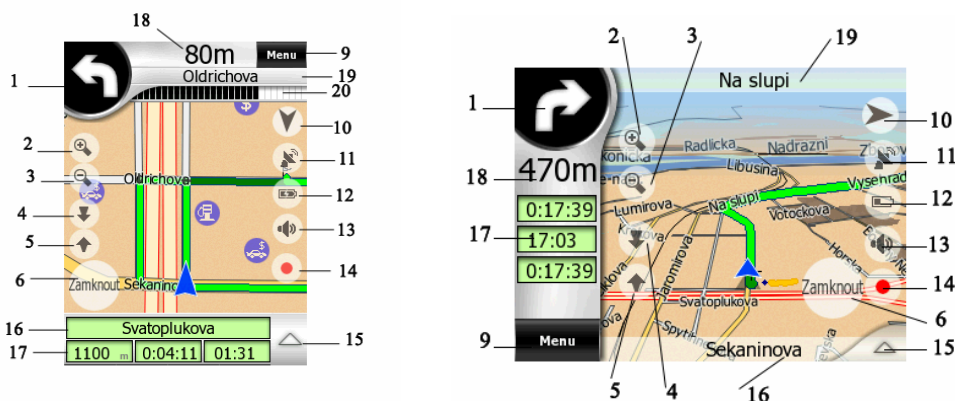 18
80m
Menu
9
1
Oldrichova
19
20
10
2
11
3
Oldrichova
12
4
13
5
14
6
Zamknout
Sekaninova
16
Svatoplukova
15
17
1100 m
0:04:11
01:31
2
3
19
Na slupi
1
10
Radlicka
Nadrazni
Libusina
11
18
470m
Vysehrad
12
Na slupi
Lumirova
Votockova
0:17:39
17
17:03
13
Jaromirova
Horska
0:17:39
Zamknout
14
Svatoplukova
6
9
Menu
Sekaninova
15
5
4
16